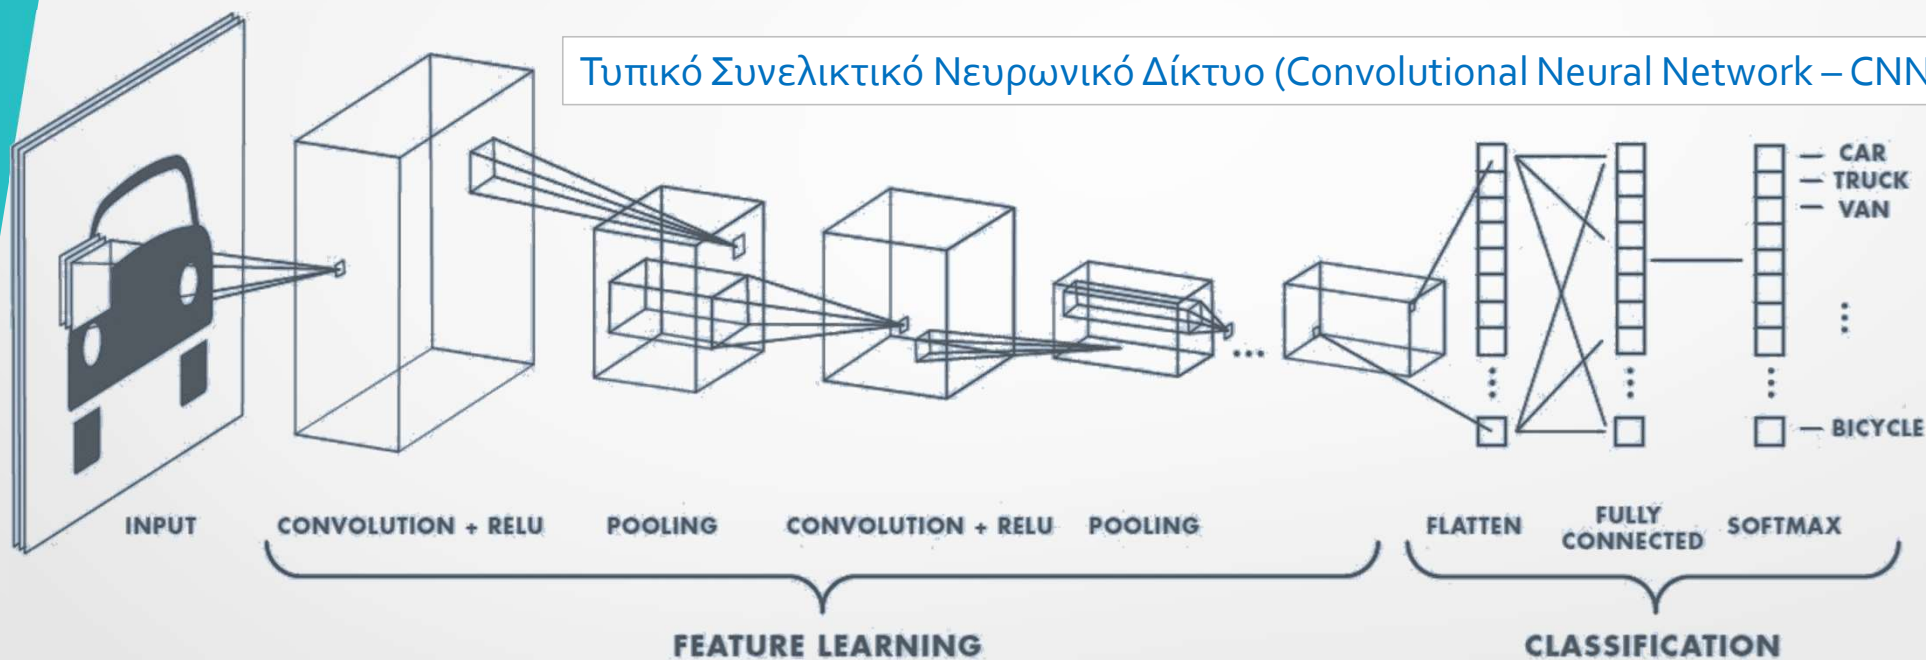 Τυπικό Συνελικτικό Νευρωνικό Δίκτυο (Convolutional Neural Network – CNN
CAR
TRUCK
VAN
BICYCLE
INPUT
CONVOLUTION + RELU
POOLING
CONVOLUTION + RELU
POOLING
FLATTEN
FULLY
CONNECTED
SOFTMAX
FEATURE LEARNING
CLASSIFICATION